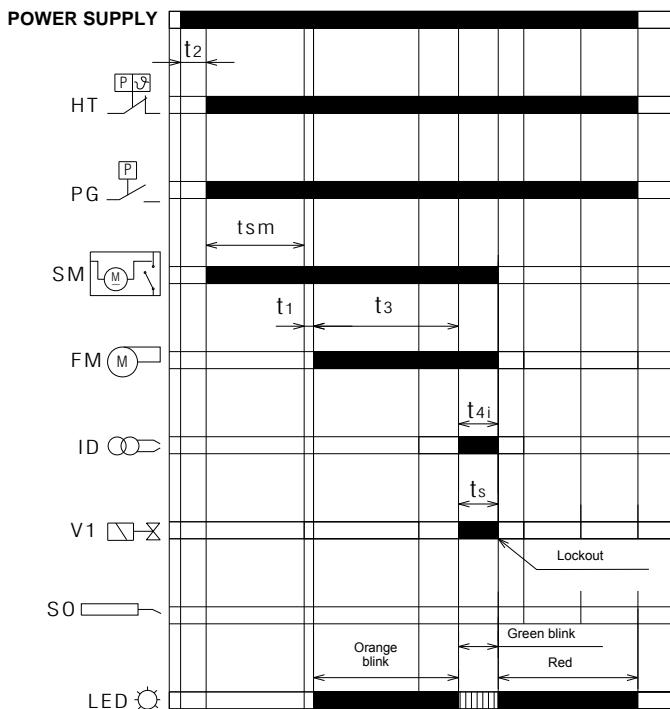 POWER SUPPLY
t2
P ϑ
HT
P
PG
tsm
SM M
t1 t3
FM M
t4i
ID
ts
V1
Lockout
SO
Green blink
Orange
blink
Red
LED